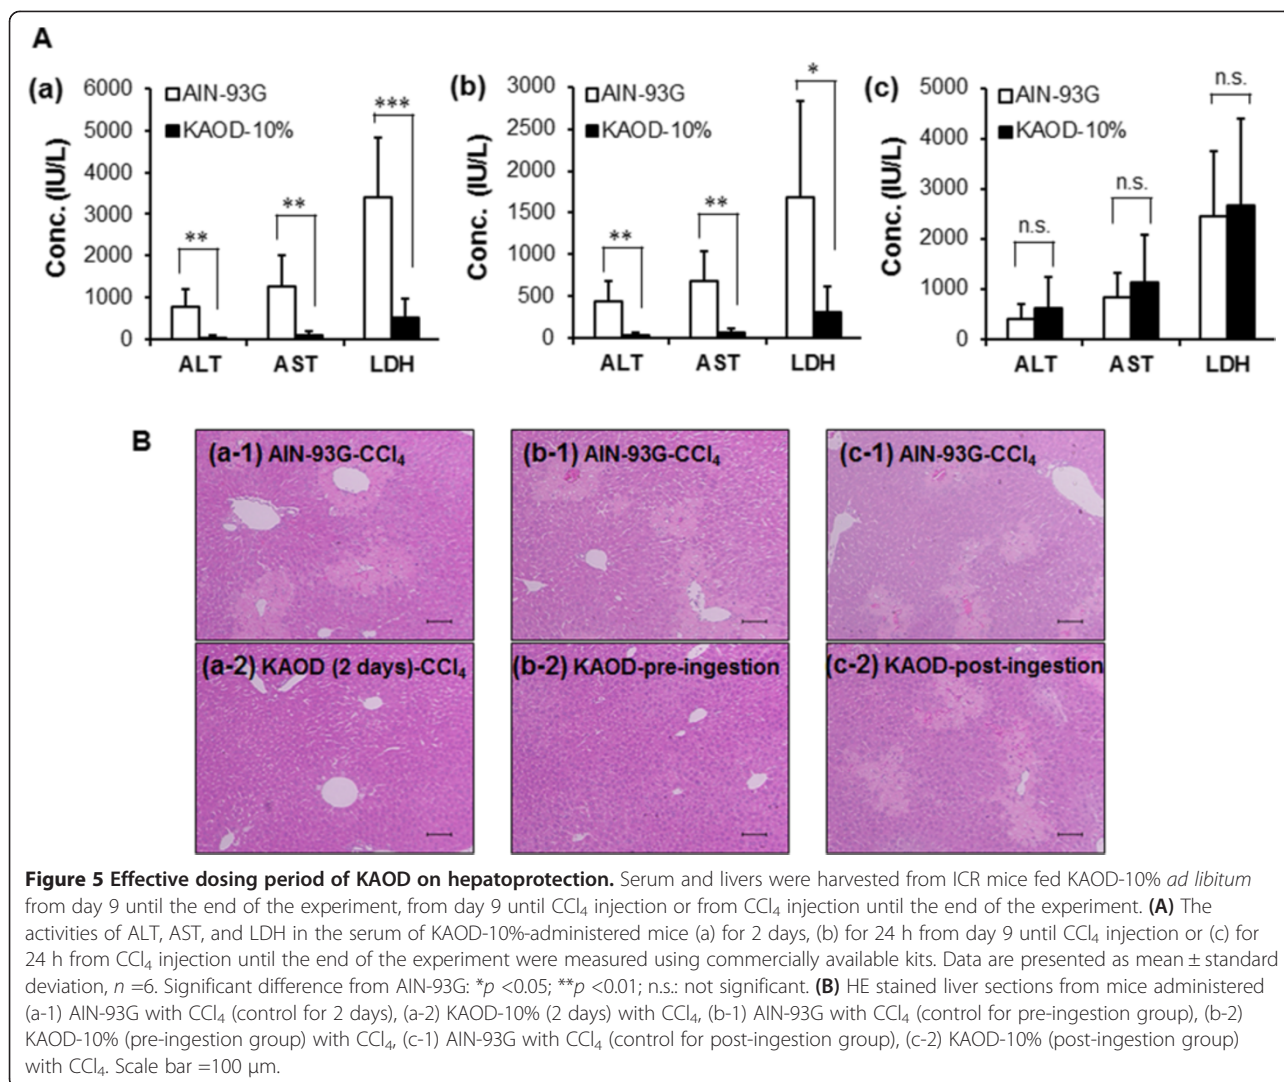 A
(a)
6000
5000
4000
3000
2000
1000
0
Conc. (IU/L)
AIN-93G
KAOD-10%
**
**
***
ALT
AST
LDH
(b)
3000
2500
2000
1500
1000
500
0
Conc. (IU/L)
AIN-93G
KAOD-10%
**
**
*
ALT
AST
LDH
(c)
5000
4000
3000
2000
1000
0
Conc. (IU/L)
AIN-93G
KAOD-10%
n.s.
n.s.
n.s.
ALT
AST
LDH
B
(a-1) AIN-93G-CCl₄
(b-1) AIN-93G-CCl₄
(c-1) AIN-93G-CCl₄
(a-2) KAOD (2 days)-CCl₄
(b-2) KAOD-pre-ingestion
(c-2) KAOD-post-ingestion
Figure 5 Effective dosing period of KAOD on hepatoprotection. Serum and livers were harvested from ICR mice fed KAOD-10% ad libitum
from day 9 until the end of the experiment, from day 9 until CCl₄ injection or from CCl₄ injection until the end of the experiment. (A) The
activities of ALT, AST, and LDH in the serum of KAOD-10%-administered mice (a) for 2 days, (b) for 24 h from day 9 until CCl₄ injection or (c) for
24 h from CCl₄ injection until the end of the experiment were measured using commercially available kits. Data are presented as mean ± standard
deviation, n =6. Significant difference from AIN-93G: *p <0.05; **p <0.01; n.s.: not significant. (B) HE stained liver sections from mice administered
(a-1) AIN-93G with CCl₄ (control for 2 days), (a-2) KAOD-10% (2 days) with CCl₄, (b-1) AIN-93G with CCl₄ (control for pre-ingestion group), (b-2)
KAOD-10% (pre-ingestion group) with CCl₄, (c-1) AIN-93G with CCl₄ (control for post-ingestion group), (c-2) KAOD-10% (post-ingestion group)
with CCl₄. Scale bar =100 μm.